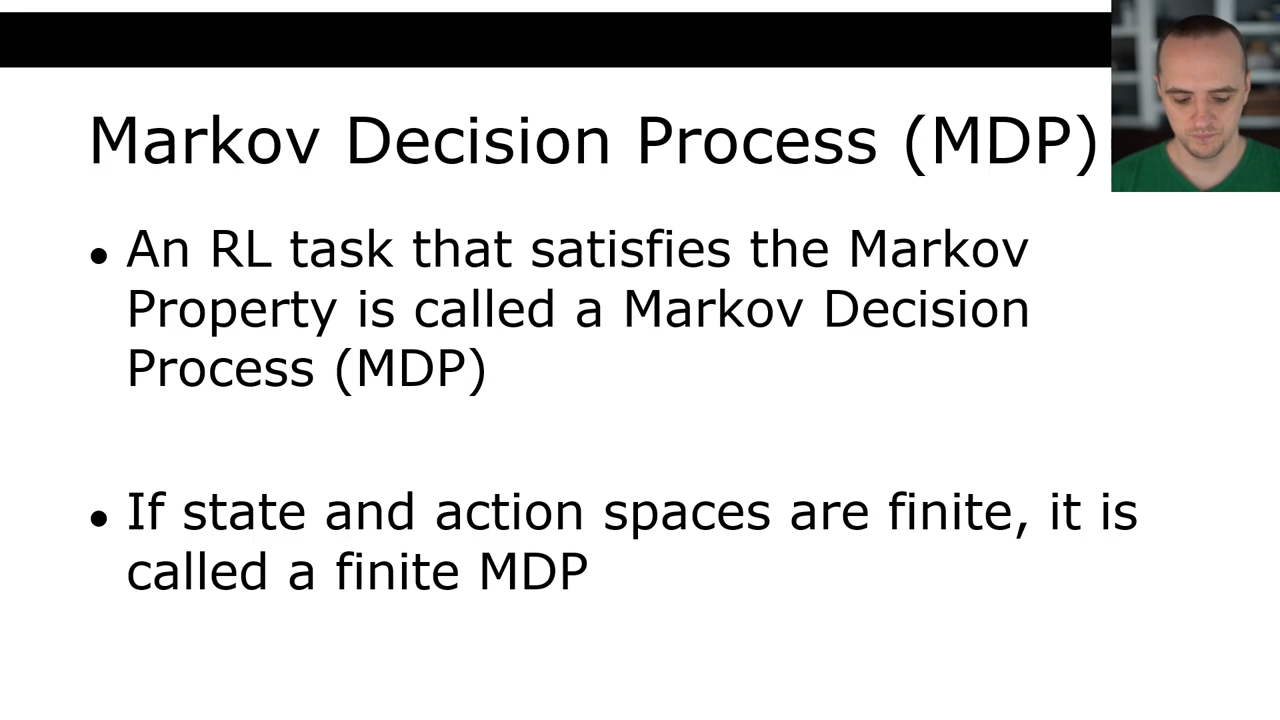 Markov Decision Process (MDP)
● An RL task that satisfies the Markov
Property is called a Markov Decision
Process (MDP)
● If state and action spaces are finite, it is
called a finite MDP